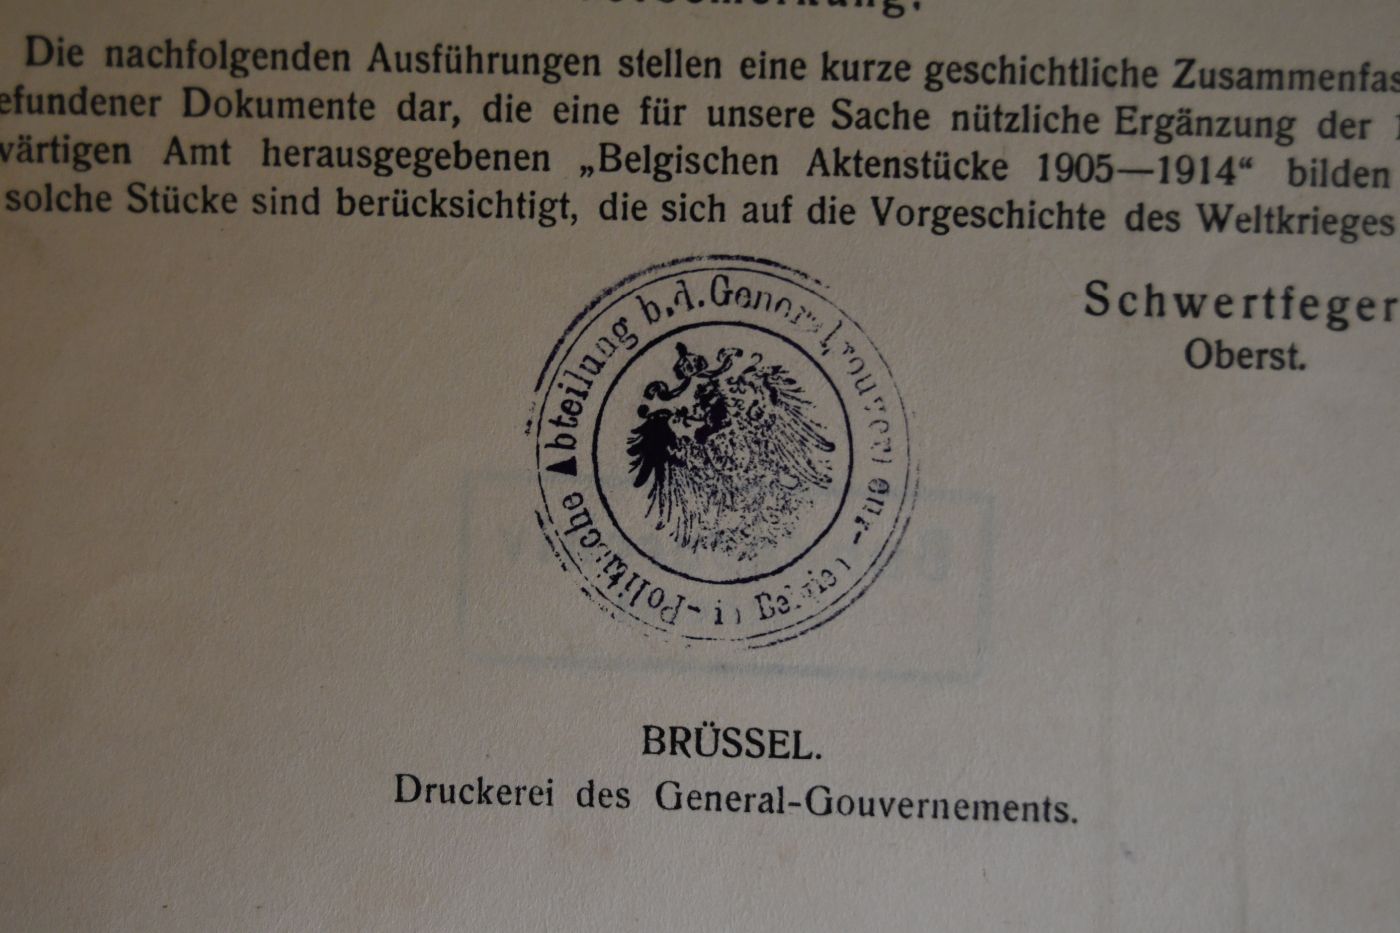 Die nachfolgenden Ausführungen stellen eine kurze geschichtliche Zusammenfas
efundener Dokumente dar, die eine für unsere Sache nützliche Ergänzung der
wärtigen Amt herausgegebenen „Belgischen Aktenstücke 1905—1914“ bilden
solche Stücke sind berücksichtigt, die sich auf die Vorgeschichte des Weltkrieges
Schwertfeger
Oberst.
Politische Abteilung b. d. General
BRÜSSEL.
Druckerei des General-Gouvernements.